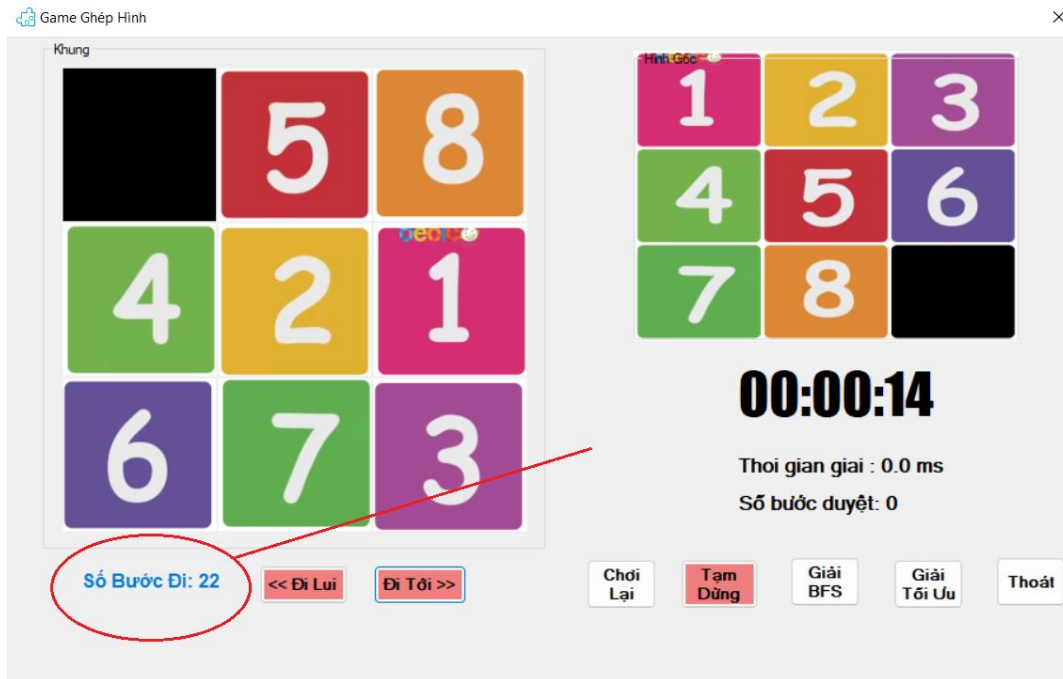 Game Ghép Hình
Khung
5 8
4 2 1
bedico
6 7 3
Số Bước Đi: 22
<< Đi Lui
Đi Tới >>
Hình Gốc
1 2 3
4 5 6
7 8
00:00:14
Thoi gian giai : 0.0 ms
Số bước duyệt: 0
Chơi
Lại
Tạm
Dừng
Giải
BFS
Giải
Tối Ưu
Thoát